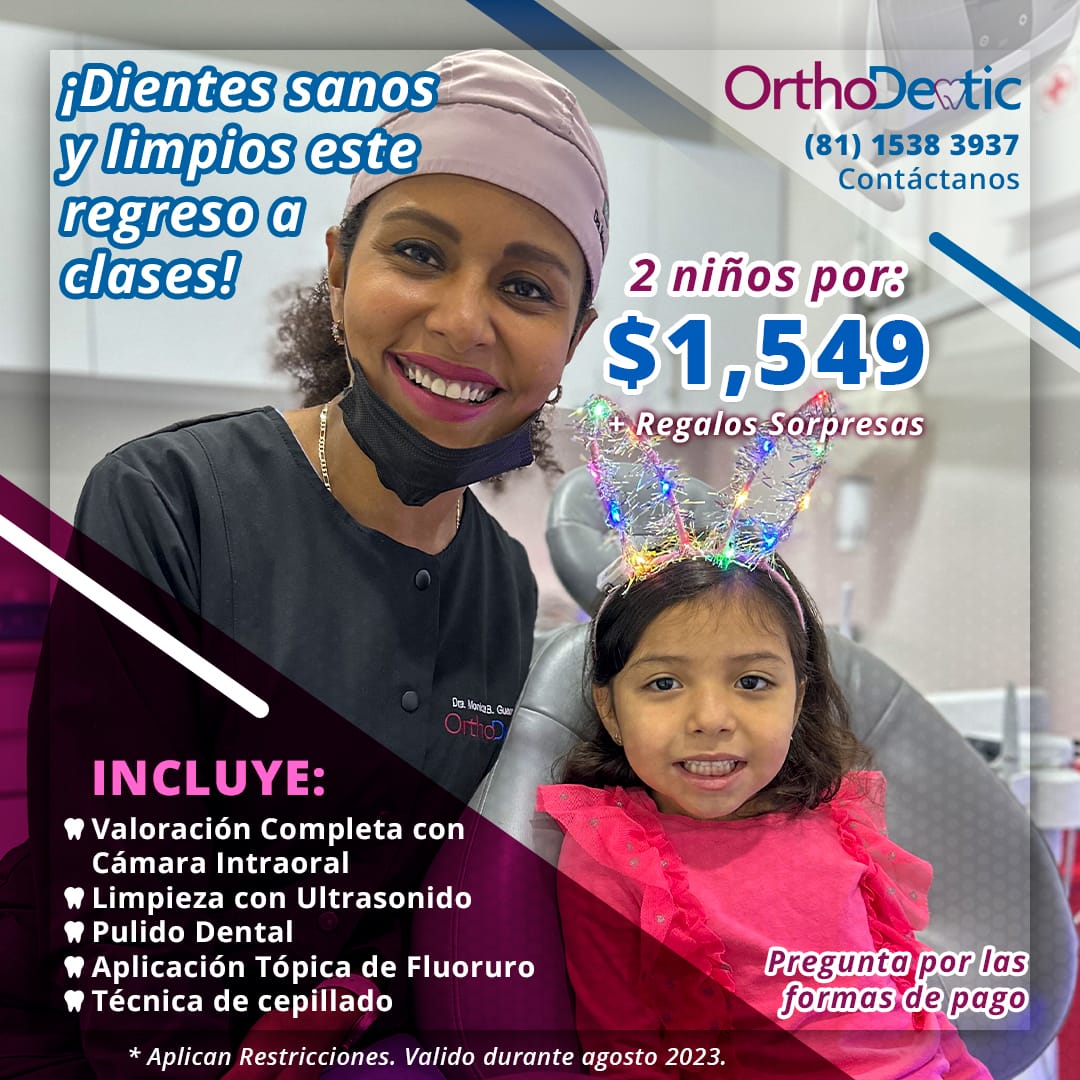 ¡Dientes sanos
y limpios este
regreso a
clases!
OrthoDentic
(81) 1538 3937
Contáctanos
2 niños por:
$1,549
+ Regalos Sorpresas
Dra. Monica B.
INCLUYE:
Valoración Completa con
Cámara Intraoral
Limpieza con Ultrasonido
Pulido Dental
Aplicación Tópica de Fluoruro
Técnica de cepillado
Pregunta por las
formas de pago
* Aplican Restricciones. Valido durante agosto 2023.